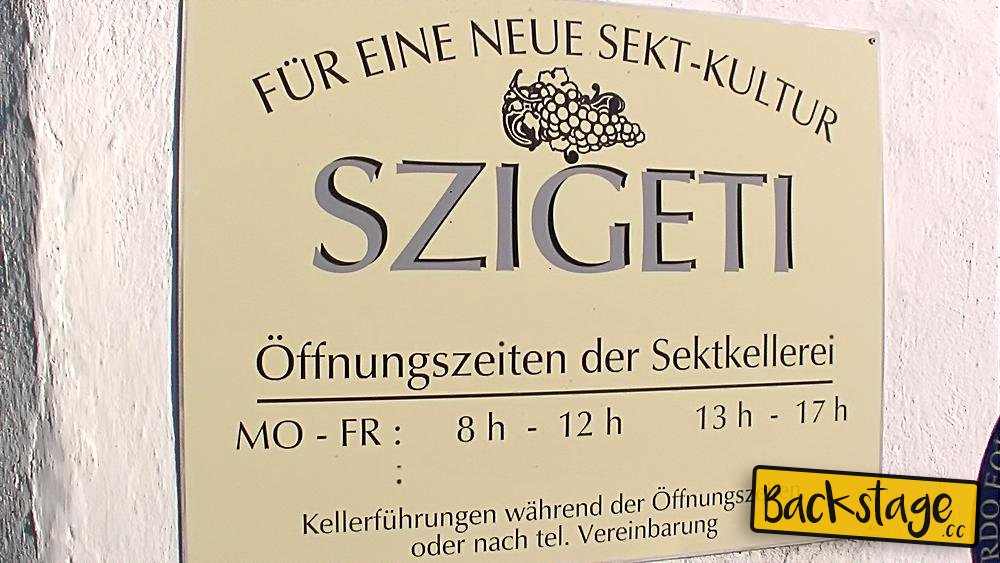 FÜR EINE NEUE SEKT-KULTUR
SZIGETI
Öffnungszeiten der Sektkellerei
MO - FR : 8 h - 12 h 13 h - 17 h
:
Kellerführungen während der Öffnungszeiten
oder nach tel. Vereinbarung
Backstage
.cc